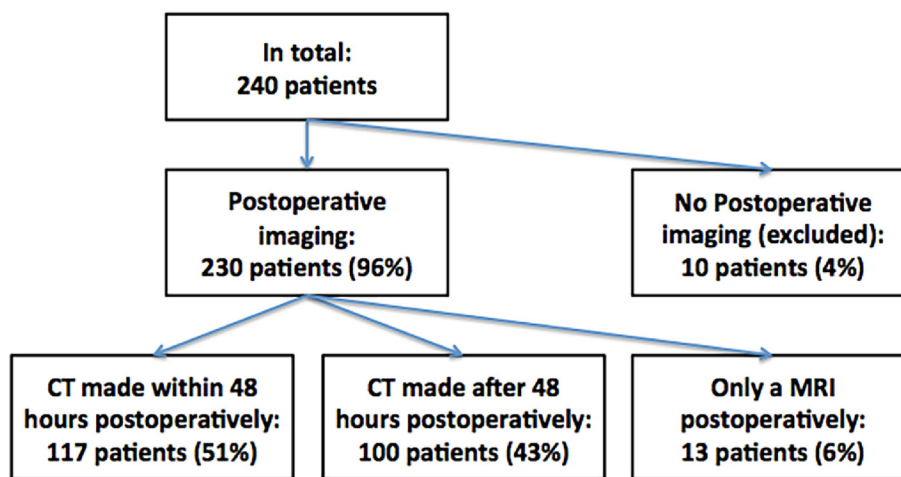 In total:
240 patients
Postoperative
imaging:
230 patients (96%)
No Postoperative
imaging (excluded):
10 patients (4%)
CT made within 48
hours postoperatively:
117 patients (51%)
CT made after 48
hours postoperatively:
100 patients (43%)
Only a MRI
postoperatively:
13 patients (6%)